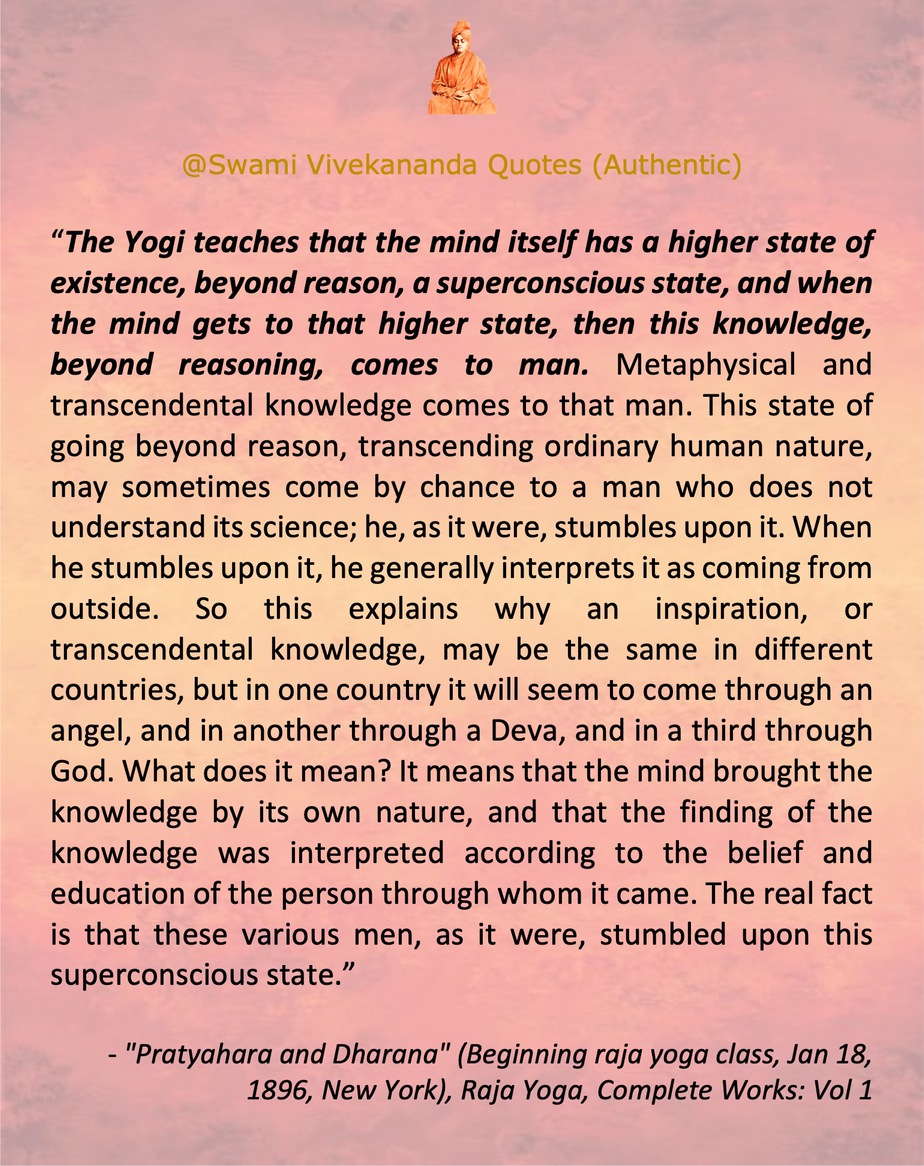 @Swami Vivekananda Quotes (Authentic)
“The Yogi teaches that the mind itself has a higher state of
existence, beyond reason, a superconscious state, and when
the mind gets to that higher state, then this knowledge,
beyond reasoning, comes to man. Metaphysical and
transcendental knowledge comes to that man. This state of
going beyond reason, transcending ordinary human nature,
may sometimes come by chance to a man who does not
understand its science; he, as it were, stumbles upon it. When
he stumbles upon it, he generally interprets it as coming from
outside. So this explains why an inspiration, or
transcendental knowledge, may be the same in different
countries, but in one country it will seem to come through an
angel, and in another through a Deva, and in a third through
God. What does it mean? It means that the mind brought the
knowledge by its own nature, and that the finding of the
knowledge was interpreted according to the belief and
education of the person through whom it came. The real fact
is that these various men, as it were, stumbled upon this
superconscious state.”
- "Pratyahara and Dharana" (Beginning raja yoga class, Jan 18,
1896, New York), Raja Yoga, Complete Works: Vol 1